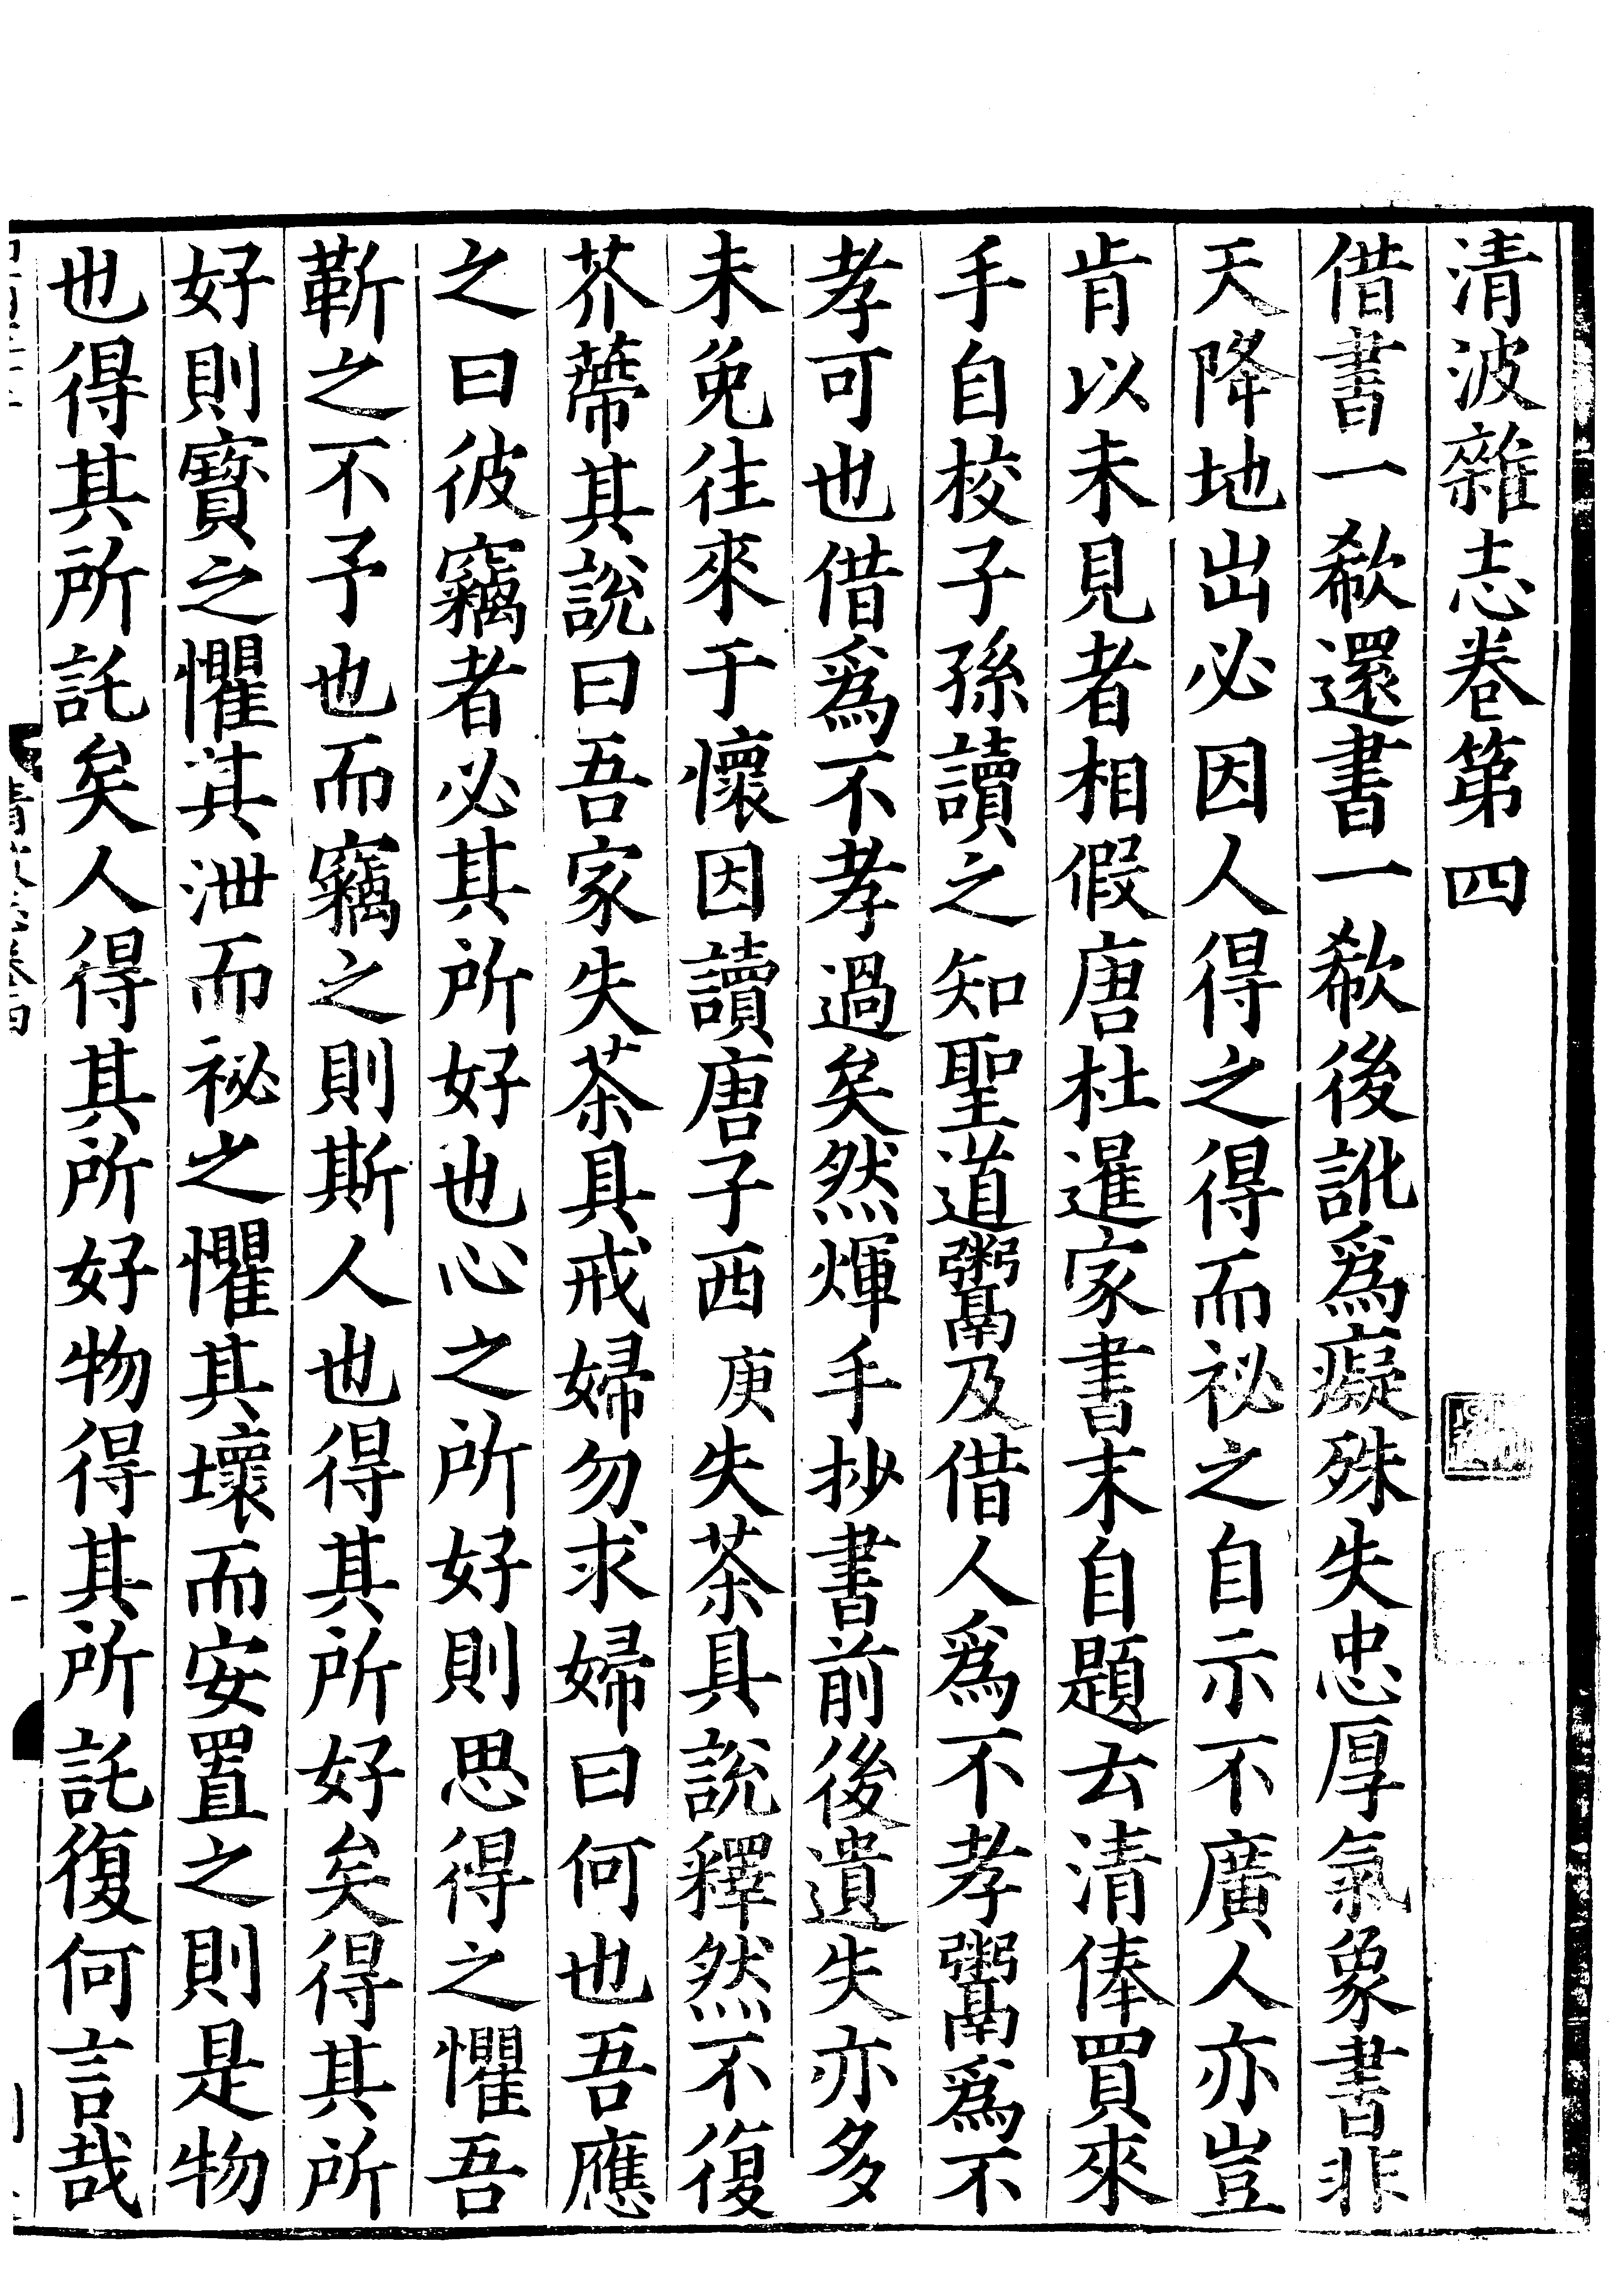 清波雜志卷第四
借書一瓻還書一瓻後訛爲癡殊失忠厚氣象書非
天降地出必因人得之得而祕之自示不廣人亦豈
肯以未見者相假唐杜暹家書末自題云清俸買來
手自校子孫讀之知聖道鬻及借人爲不孝鬻爲不
孝可也借爲不孝過矣然煇手抄書前後遺失亦多
未免往來于懷因讀唐子西庚失茶具說釋然不復
芥蔕其說曰吾家失茶具戒婦勿求婦曰何也吾應
之曰彼竊者必其所好也心之所好則思得之懼吾
靳之不予也而竊之則斯人也得其所好矣得其所
好則寶之懼其泄而祕之懼其壞而安置之則是物
也得其所託矣人得其所好物得其所託復何言哉